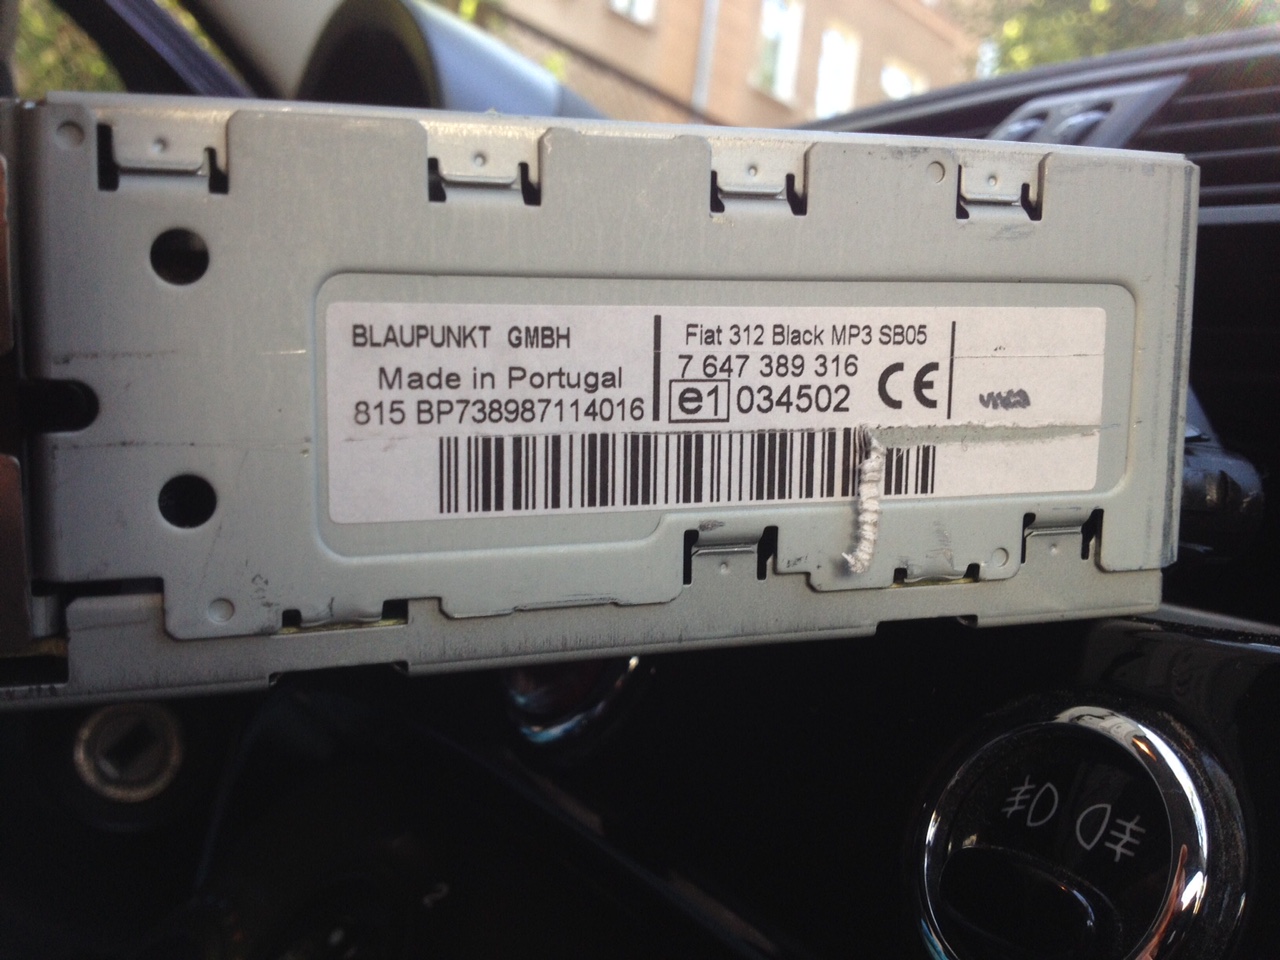 BLAUPUNKT GMBH
Made in Portugal
815 BP738987114016
Fiat 312 Black MP3 SB05
7 647 389 316
e1 034502 CE